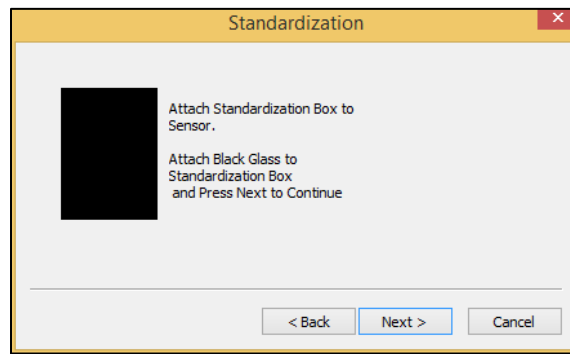 Standardization
Attach Standardization Box to
Sensor.
Attach Black Glass to
Standardization Box
and Press Next to Continue
< Back
Next >
Cancel